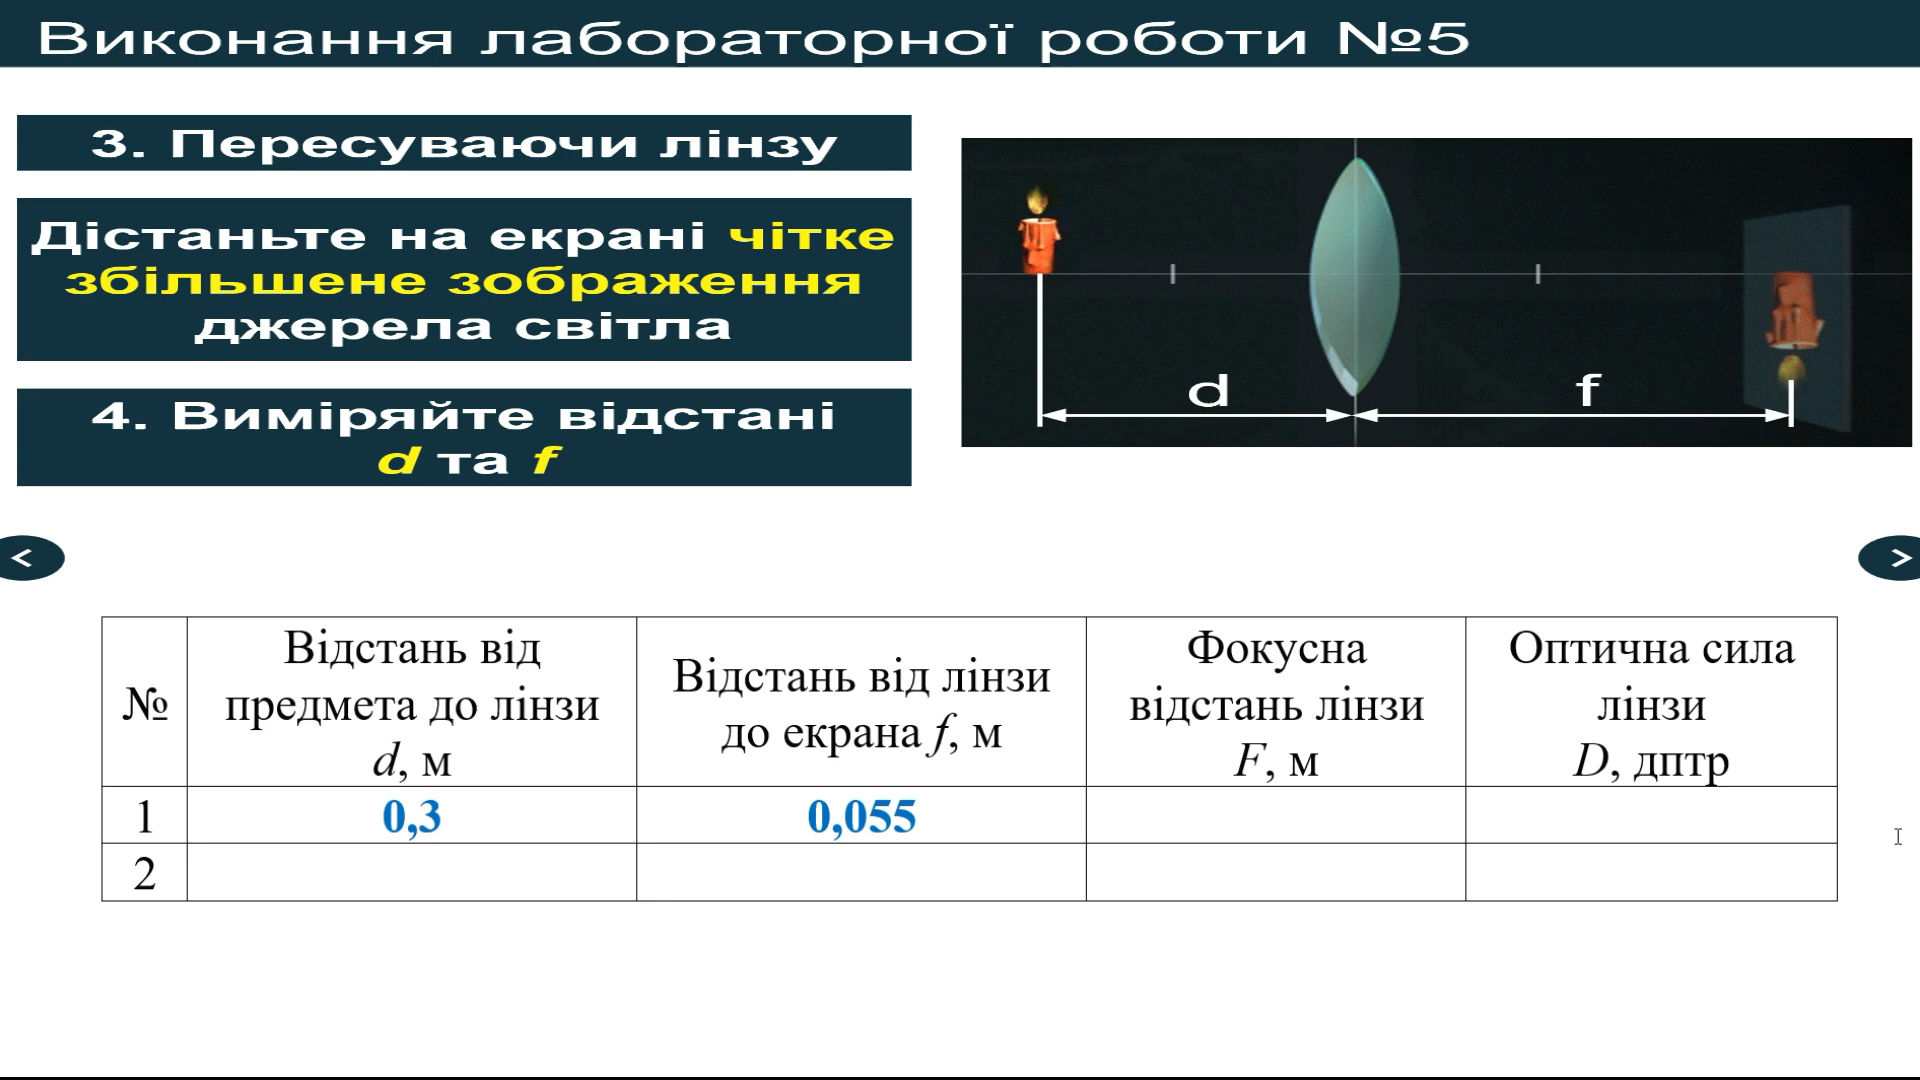 Виконання лабораторної роботи №5
3. Пересуваючи лінзу
Дістаньте на екрані чітке
збільшене зображення
джерела світла
4. Виміряйте відстані
d та f
d
f
<
>
№
Відстань від
предмета до лінзи
d, м
Відстань від лінзи
до екрана f, м
Фокусна
відстань лінзи
F, м
Оптична сила
лінзи
D, дптр
1
0,3
0,055
2